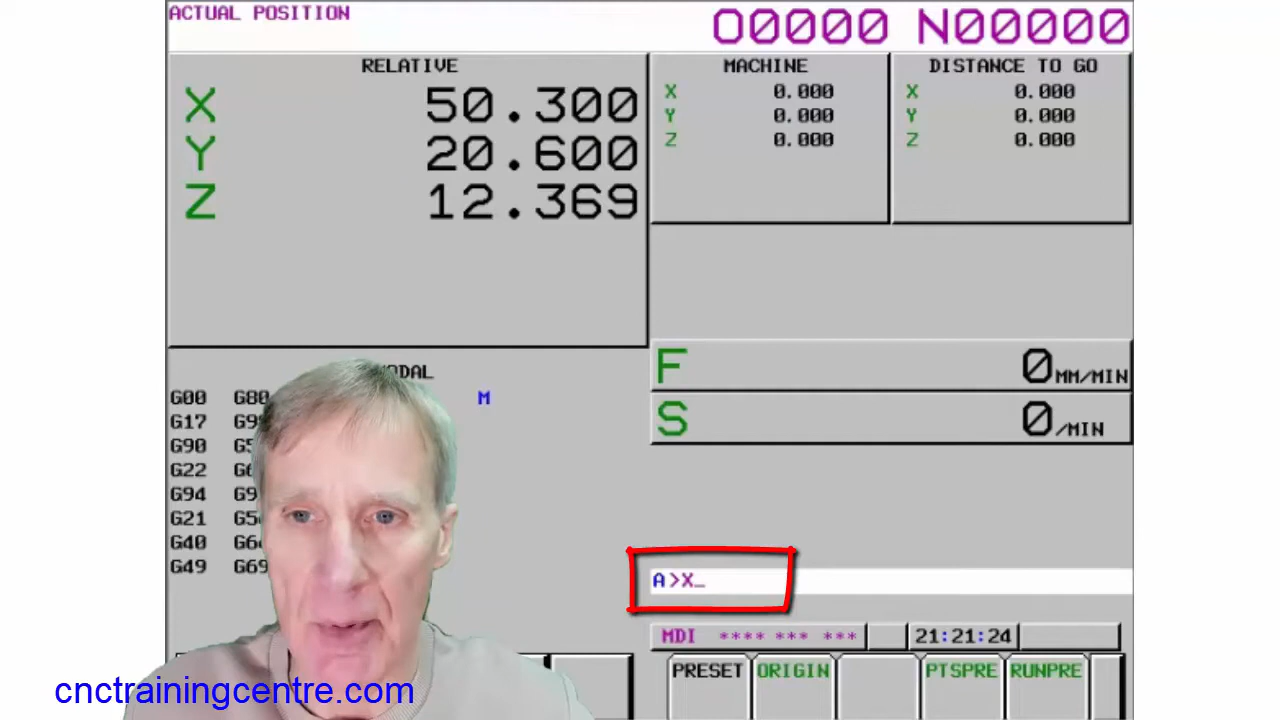 ACTUAL POSITION
O0000 N00000
RELATIVE
X 50.300
Y 20.600
Z 12.369
MACHINE
X 0.000
Y 0.000
Z 0.000
DISTANCE TO GO
X 0.000
Y 0.000
Z 0.000
F 0 MM/MIN
S 0 /MIN
G00 G80 M
G17
G90
G22
G94
G21
G40
G49 G69
A>X_
MDI **** *** *** 21:21:24
PRESET ORIGIN PTSPRE RUNPRE
cnctrainingcentre.com